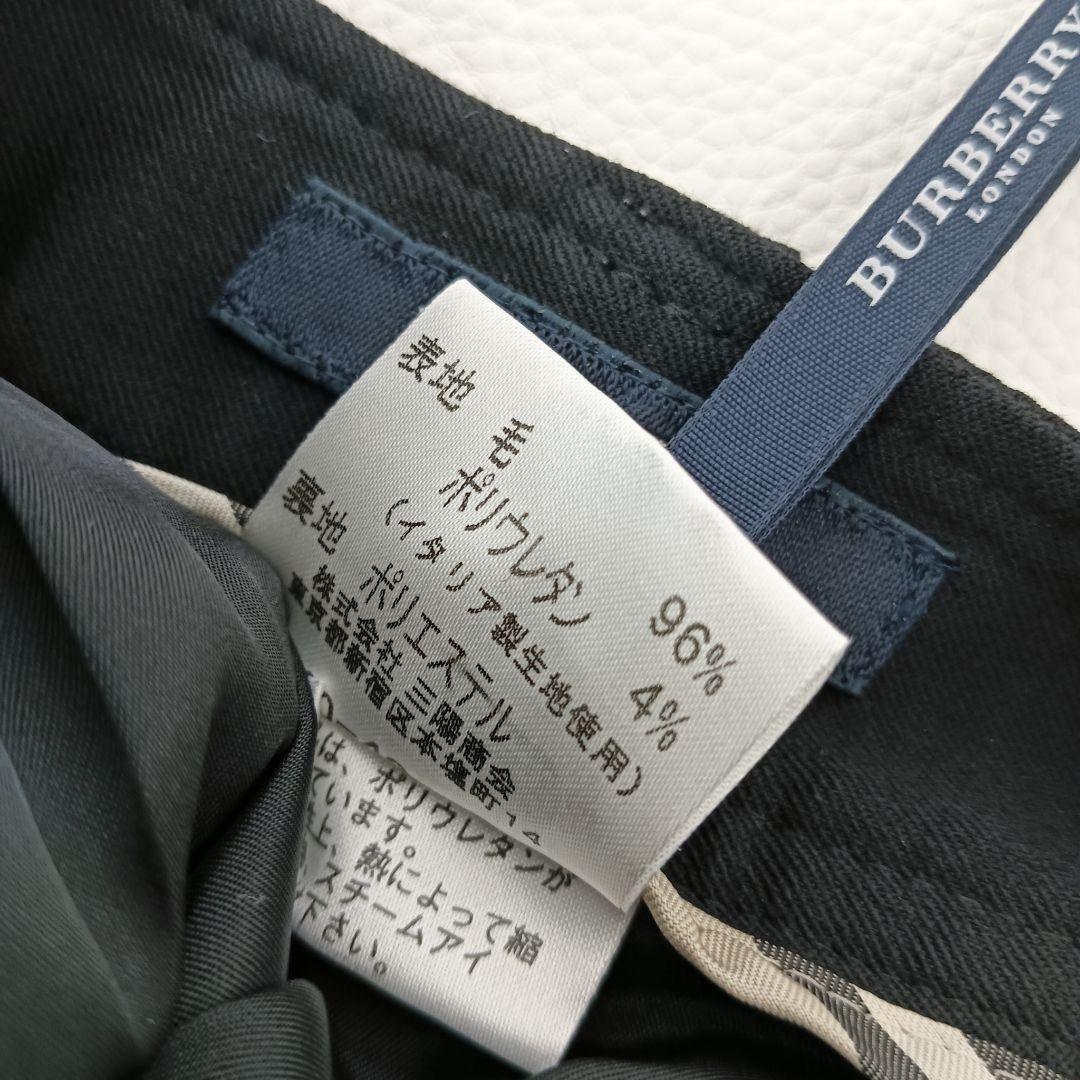 BURBERRY
LONDON
表地 毛 96%
ポリウレタン 4%
(イタリア製生地使用)
裏地 ポリエステル
株式会社 三陽商会
東京都新宿区本塩町14
は、ポリウレタンが
ています。
上、熱によって縮
スチームアイ
下さい。